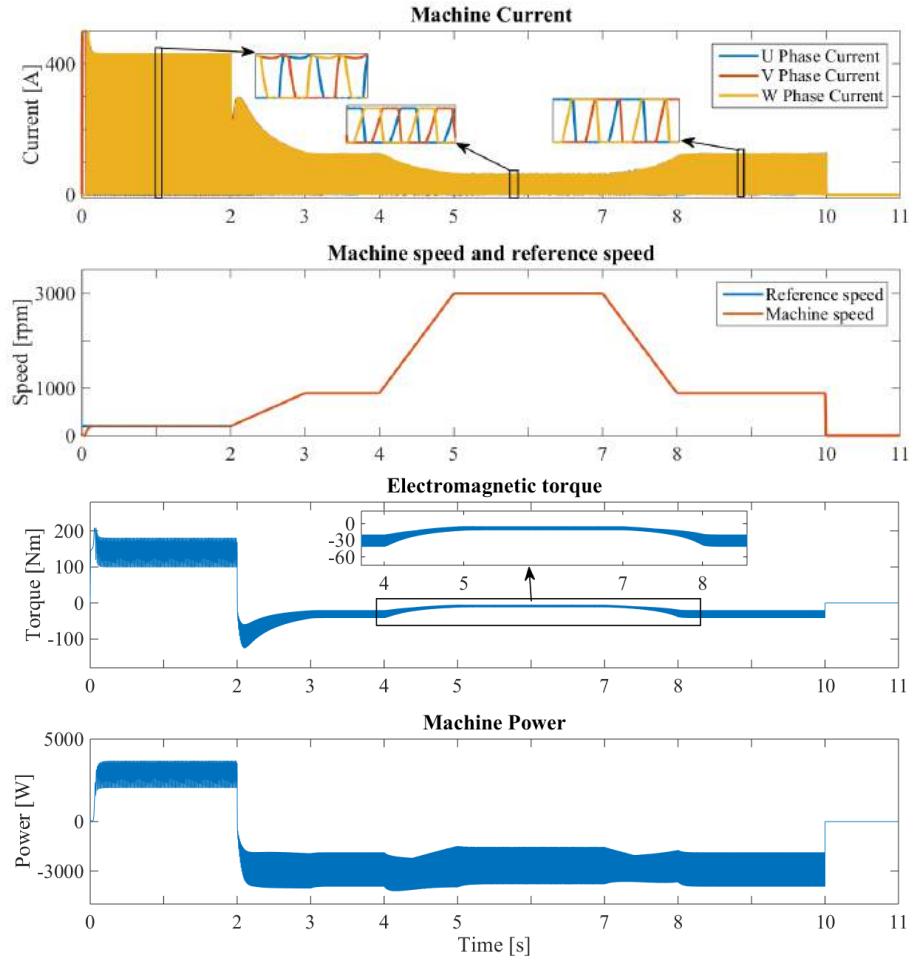 Machine Current
Current [A]
400
0
U Phase Current
V Phase Current
W Phase Current
0 2 3 4 5 7 8 10 11
Machine speed and reference speed
Speed [rpm]
3000
1000
0
Reference speed
Machine speed
0 2 3 4 5 7 8 10 11
Electromagnetic torque
Torque [Nm]
200
100
0
-100
0
-30
-60
4 5 7 8
0 2 3 4 5 7 8 10 11
Machine Power
Power [W]
5000
0
-3000
0 2 3 4 5 7 8 10 11
Time [s]